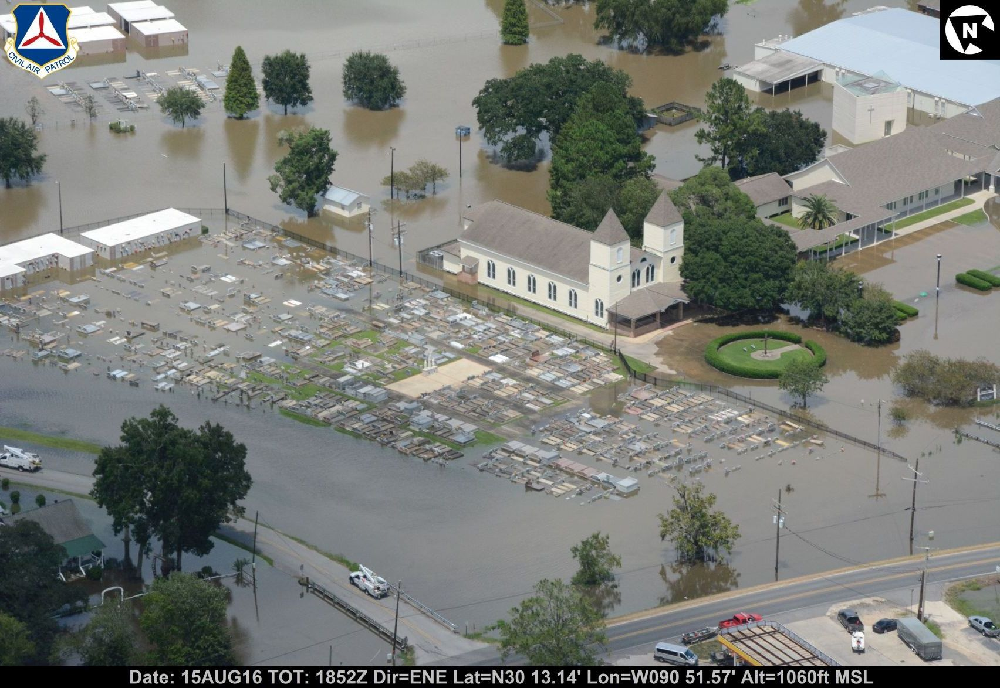 CIVIL AIR PATROL
N
Date: 15AUG16 TOT: 1852Z Dir=ENE Lat=N30 13.14' Lon=W090 51.57' Alt=1060ft MSL